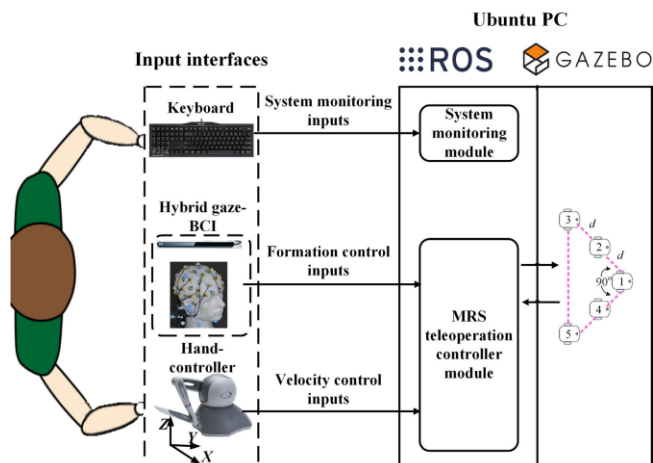 Ubuntu PC
Input interfaces
ROS
GAZEBO
Keyboard
System monitoring
inputs
System
monitoring
module
Hybrid gaze-
BCI
Formation control
inputs
MRS
teleoperation
controller
module
3
d
2
d
90°
1
4
5
Hand-
controller
Velocity control
inputs
Z
Y
X